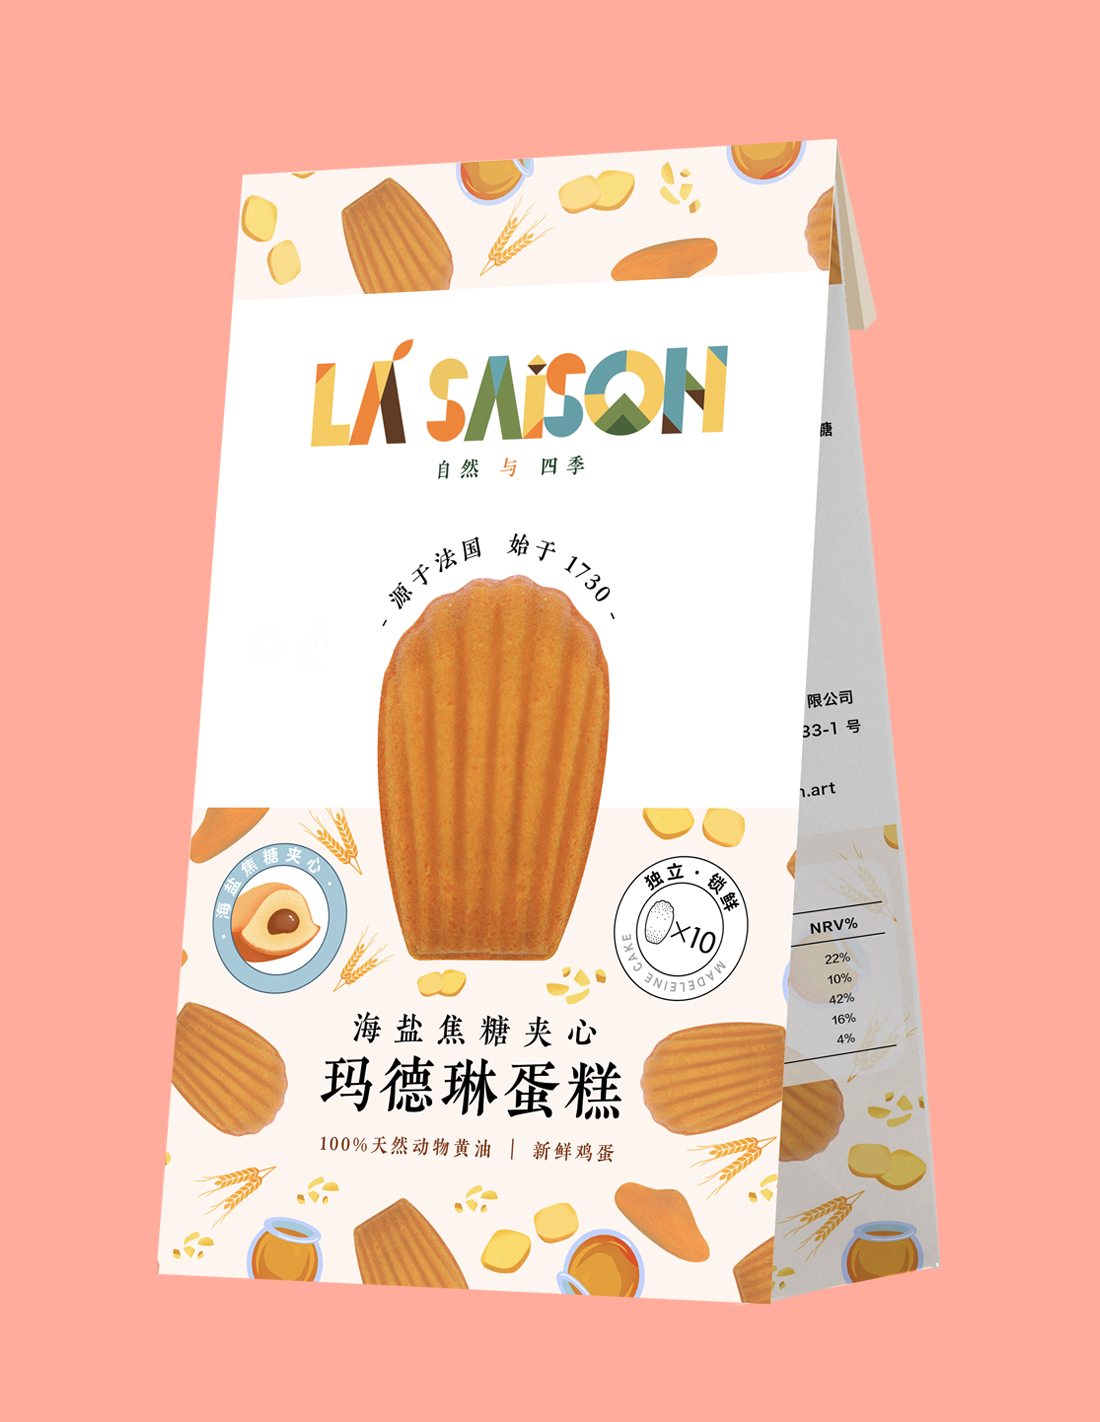 LÁ SAISON
自然与四季
- 源于法国 始于 1730 -
· 海盐焦糖夹心 ·
独立 · 锁鲜
×10
MADELEINE CAKE
海盐焦糖夹心
玛德琳蛋糕
100%天然动物黄油 | 新鲜鸡蛋
糖
限公司
33-1 号
n.art
NRV%
22%
10%
42%
16%
4%